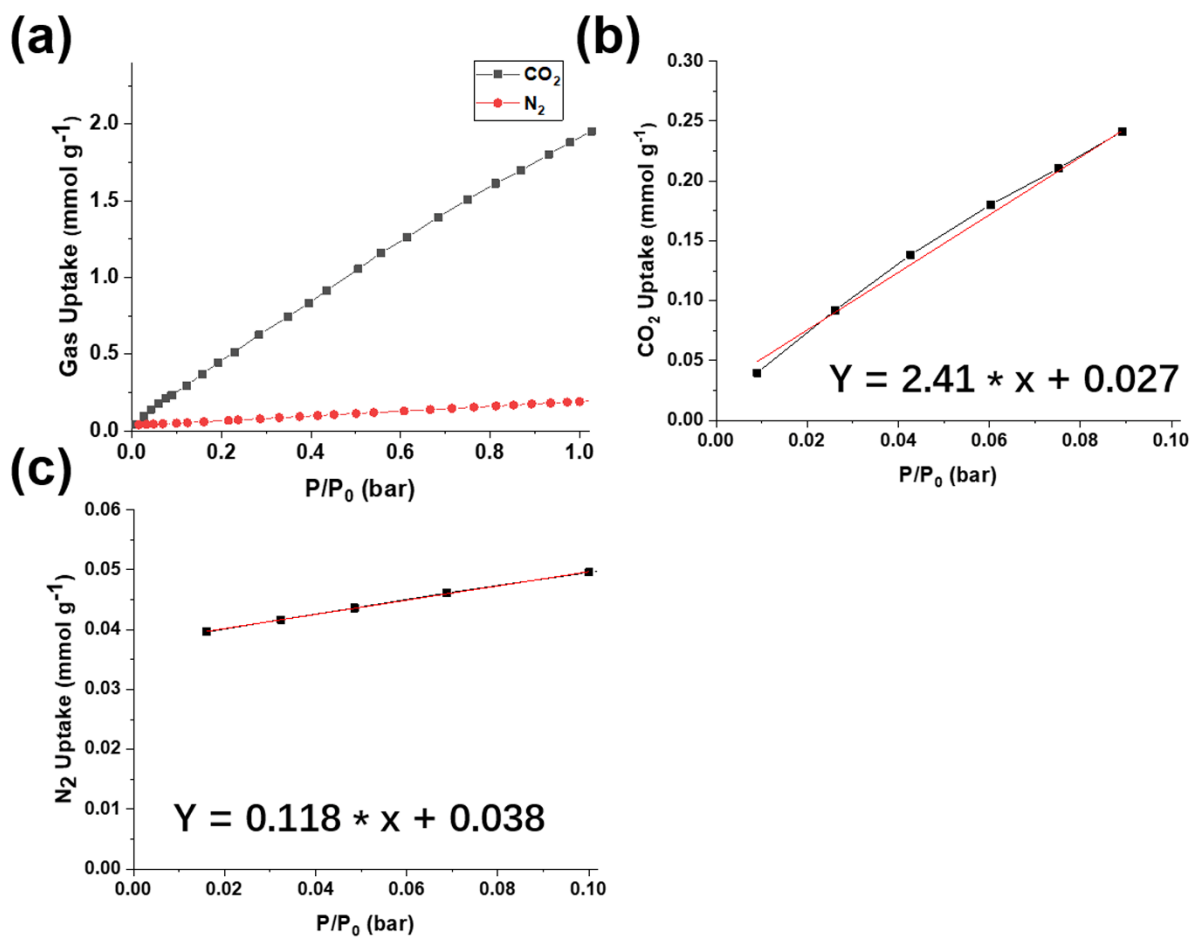 (a)
CO₂
N₂
Gas Uptake (mmol g⁻¹)
2.0
1.5
1.0
0.5
0.0
0.2
0.4
0.6
0.8
1.0
P/P₀ (bar)
(b)
CO₂ Uptake (mmol g⁻¹)
0.30
0.25
0.20
0.15
0.10
0.05
0.00
Y = 2.41 * x + 0.027
0.00
0.02
0.04
0.06
0.08
0.10
P/P₀ (bar)
(c)
N₂ Uptake (mmol g⁻¹)
0.06
0.05
0.04
0.03
0.02
0.01
0.00
Y = 0.118 * x + 0.038
0.00
0.02
0.04
0.06
0.08
0.10
P/P₀ (bar)